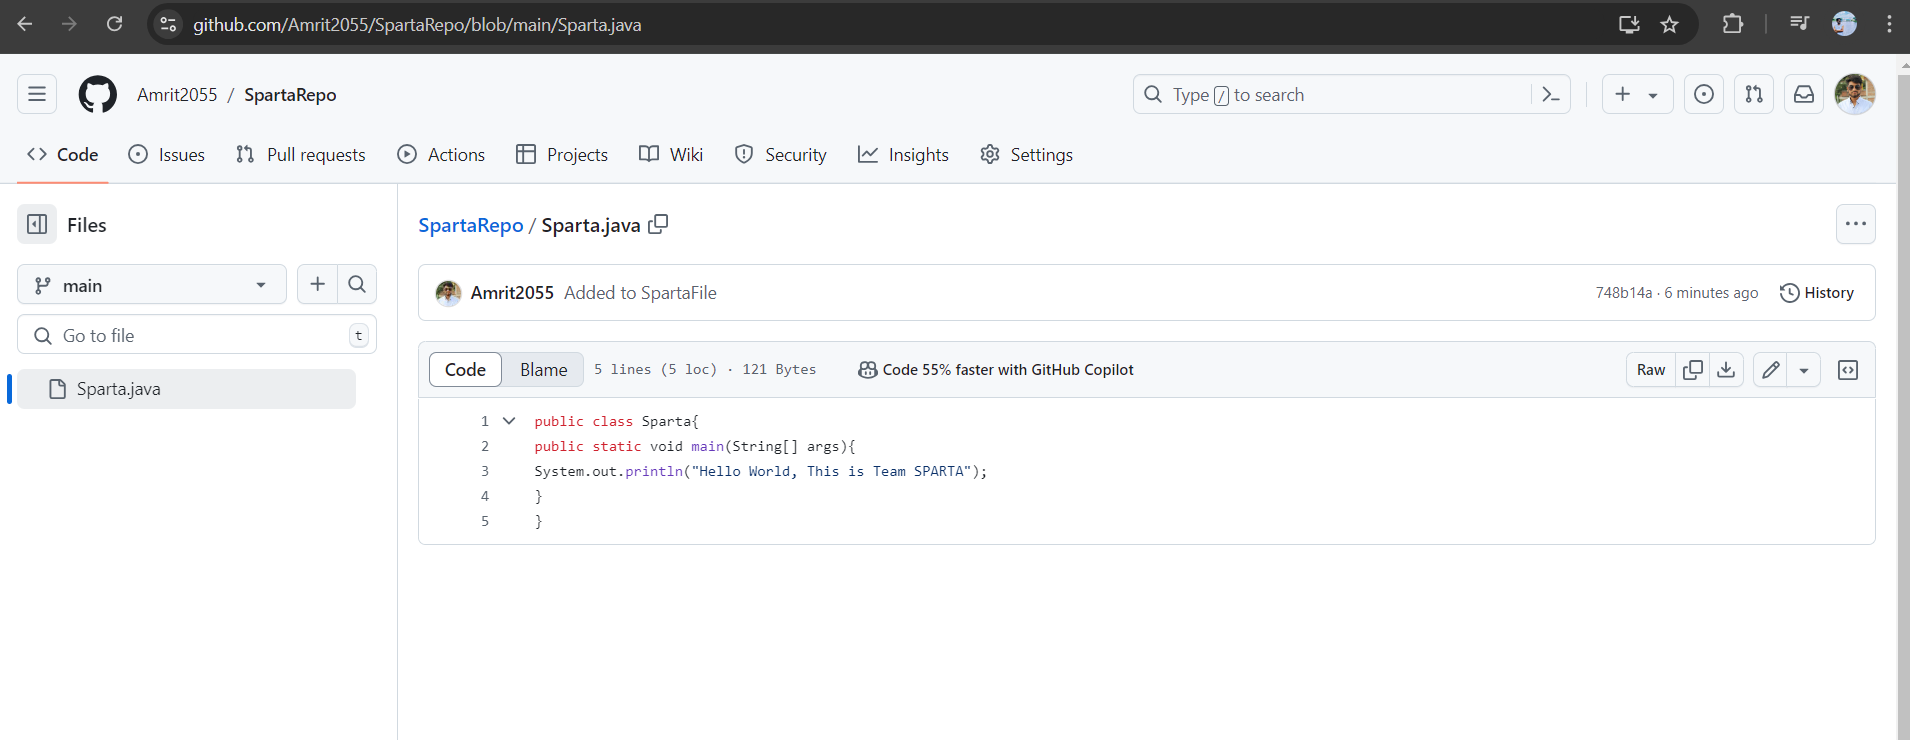 github.com/Amrit2055/SpartaRepo/blob/main/Sparta.java
Amrit2055 / SpartaRepo
Type / to search
Code Issues Pull requests Actions Projects Wiki Security Insights Settings
Files
main
Go to file t
Sparta.java
SpartaRepo / Sparta.java
Amrit2055 Added to SpartaFile 748b14a · 6 minutes ago History
Code Blame 5 lines (5 loc) · 121 Bytes Code 55% faster with GitHub Copilot Raw
1 public class Sparta{
2 public static void main(String[] args){
3 System.out.println("Hello World, This is Team SPARTA");
4 }
5 }